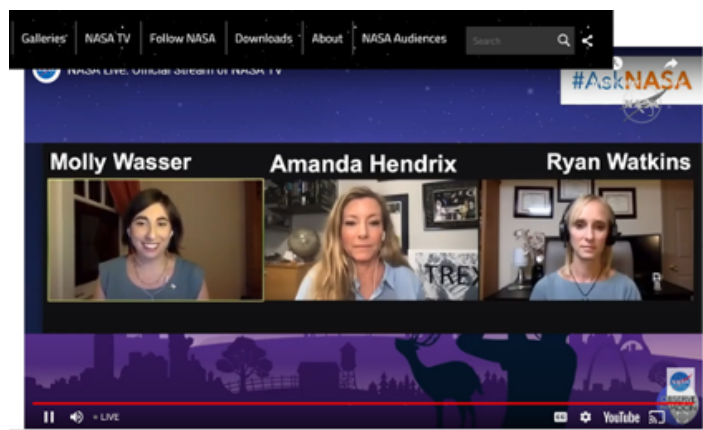 Galleries NASA TV Follow NASA Downloads About NASA Audiences Search
NASA Live: Official Stream of NASA TV
#AskNASA
Molly Wasser Amanda Hendrix Ryan Watkins
TREX
LIVE CC YouTube